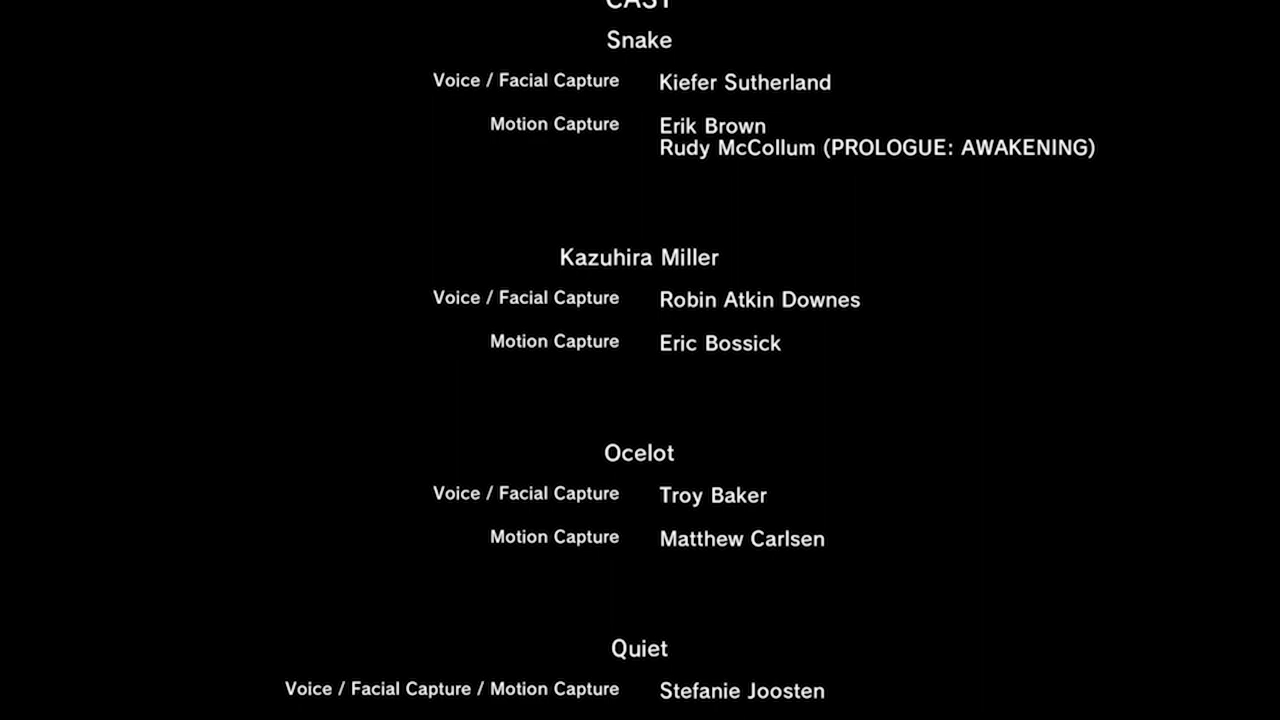 CAST
Snake
Voice / Facial Capture Kiefer Sutherland
Motion Capture Erik Brown
Rudy McCollum (PROLOGUE: AWAKENING)
Kazuhira Miller
Voice / Facial Capture Robin Atkin Downes
Motion Capture Eric Bossick
Ocelot
Voice / Facial Capture Troy Baker
Motion Capture Matthew Carlsen
Quiet
Voice / Facial Capture / Motion Capture Stefanie Joosten